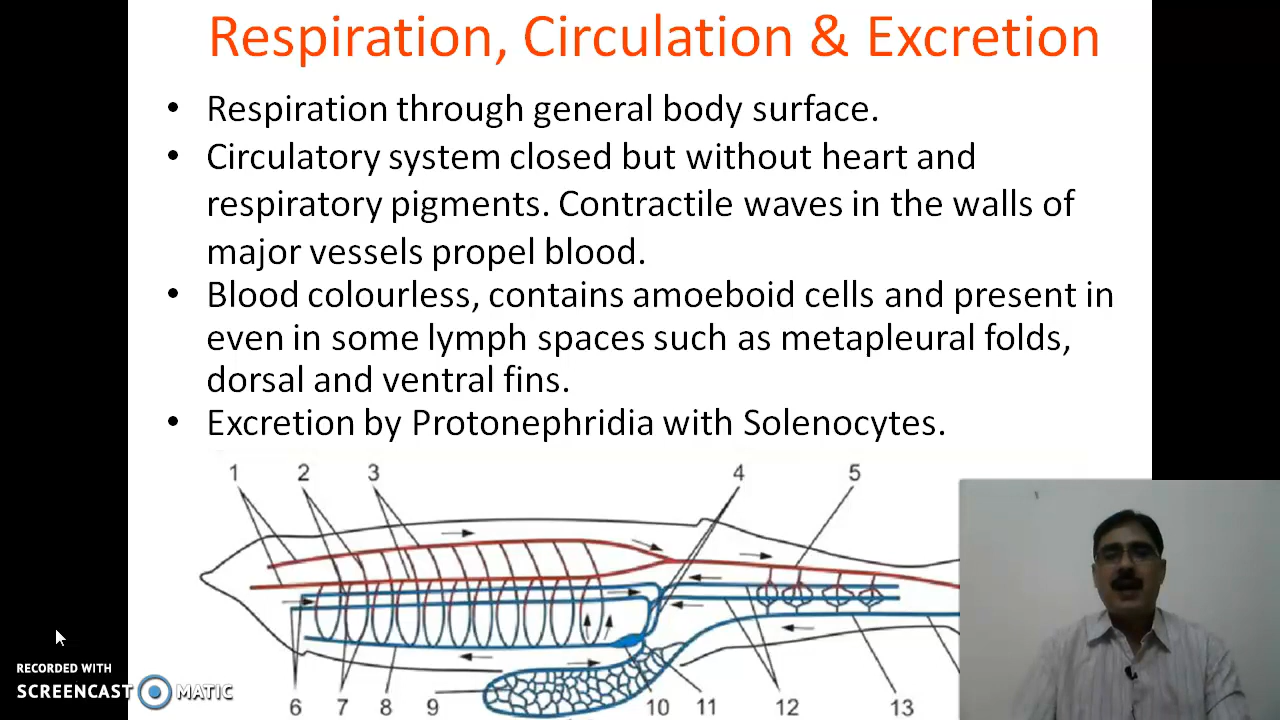 Respiration, Circulation & Excretion
• Respiration through general body surface.
• Circulatory system closed but without heart and
respiratory pigments. Contractile waves in the walls of
major vessels propel blood.
• Blood colourless, contains amoeboid cells and present in
even in some lymph spaces such as metapleural folds,
dorsal and ventral fins.
• Excretion by Protonephridia with Solenocytes.
1 2 3 4 5
6 7 8 9 10 11 12 13
RECORDED WITH
SCREENCAST MATIC